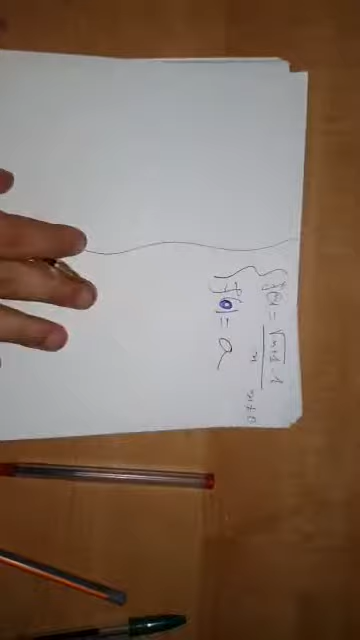 { f(x) = √(x+1) - 1 / x   x ≠ 0
{ f(0) = a